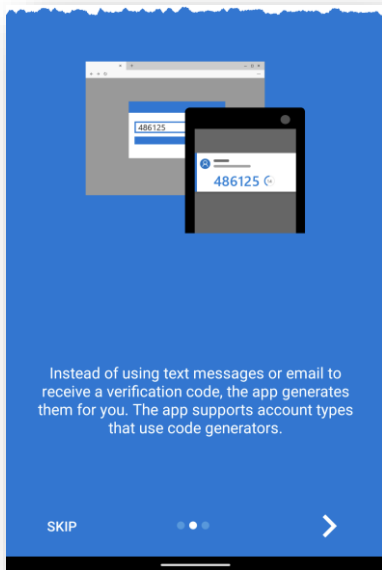 486125
486125
Instead of using text messages or email to
receive a verification code, the app generates
them for you. The app supports account types
that use code generators.
SKIP